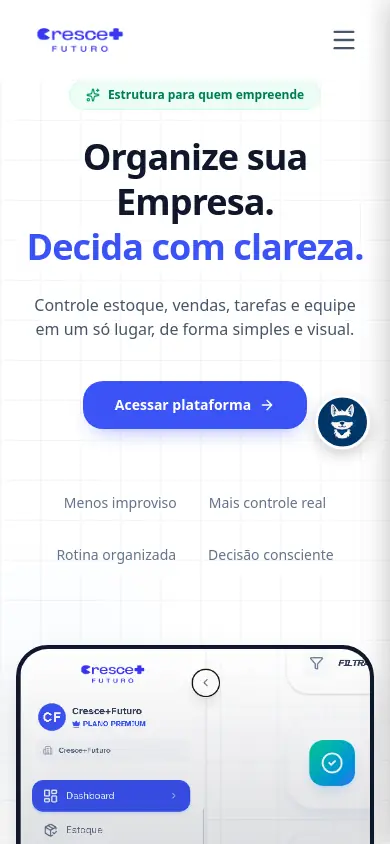 Cresce+
FUTURO
Estrutura para quem empreende
Organize sua
Empresa.
Decida com clareza.
Controle estoque, vendas, tarefas e equipe
em um só lugar, de forma simples e visual.
Acessar plataforma
Menos improviso
Mais controle real
Rotina organizada
Decisão consciente
Cresce+
FUTURO
FILTRA
CF
Cresce+Futuro
PLANO PREMIUM
Cresce+Futuro
Dashboard
Estoque